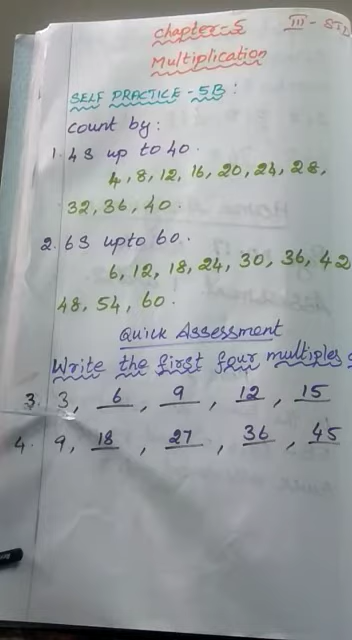 Chapter-5
III - STD
Multiplication
SELF PRACTICE - 5B:
Count by:
1. 4S up to 40.
4, 8, 12, 16, 20, 24, 28,
32, 36, 40.
2. 6S upto 60.
6, 12, 18, 24, 30, 36, 42
48, 54, 60.
Quick Assessment
Write the first four multiples
3. 3, 6, 9, 12, 15
4. 9, 18, 27, 36, 45